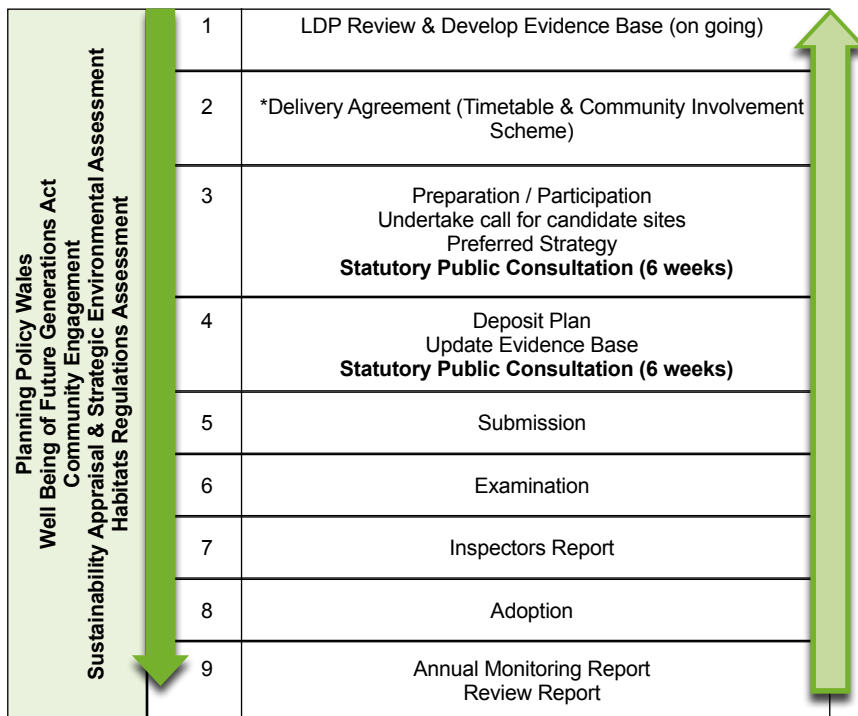 Planning Policy Wales
Well Being of Future Generations Act
Community Engagement
Sustainability Appraisal & Strategic Environmental Assessment
Habitats Regulations Assessment
1
LDP Review & Develop Evidence Base (on going)
2
*Delivery Agreement (Timetable & Community Involvement
Scheme)
3
Preparation / Participation
Undertake call for candidate sites
Preferred Strategy
Statutory Public Consultation (6 weeks)
4
Deposit Plan
Update Evidence Base
Statutory Public Consultation (6 weeks)
5
Submission
6
Examination
7
Inspectors Report
8
Adoption
9
Annual Monitoring Report
Review Report